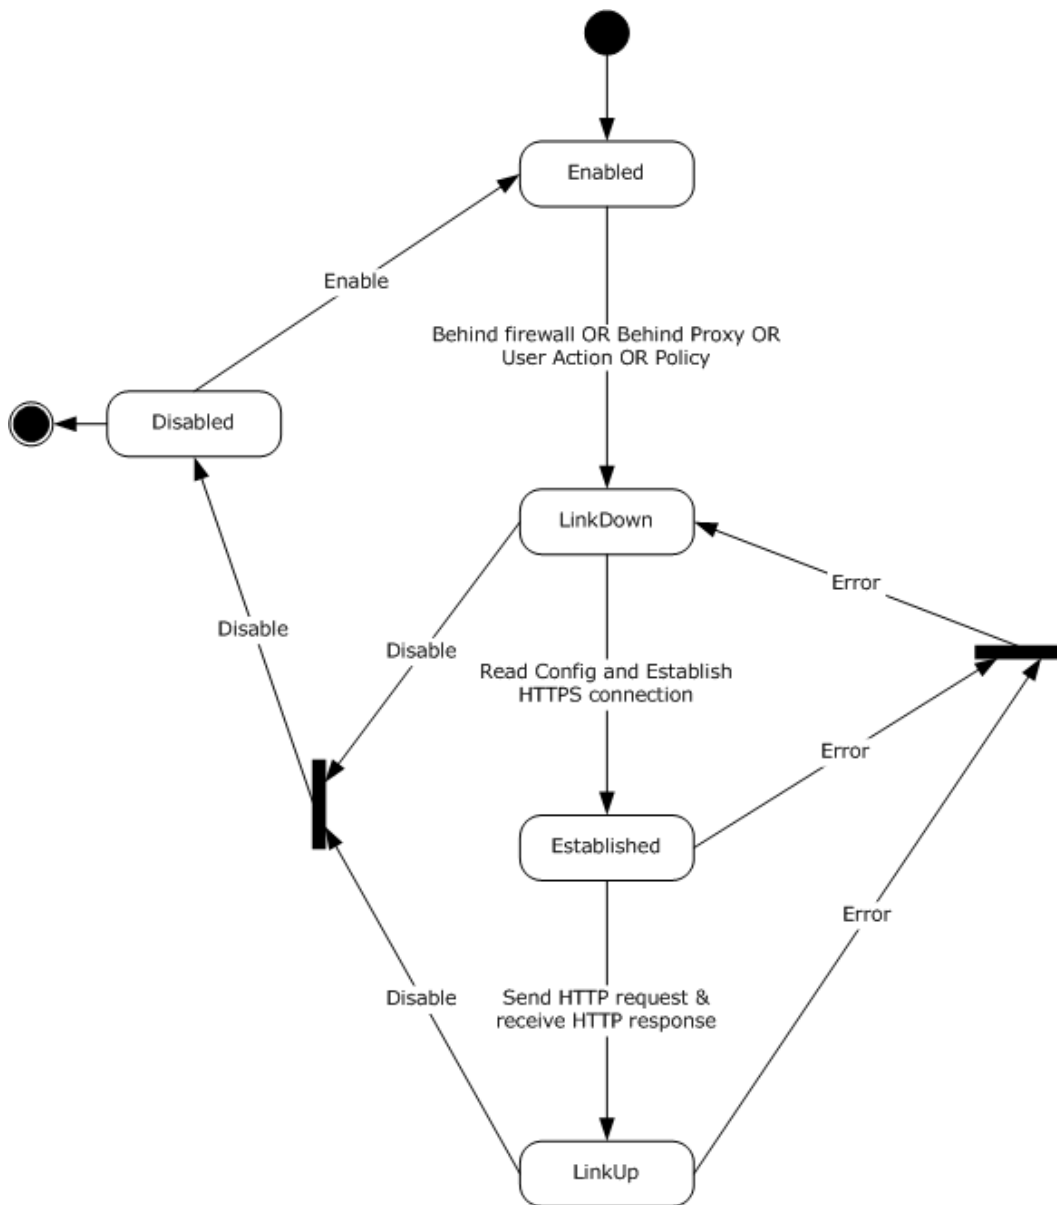 Enabled
Enable
Behind firewall OR Behind Proxy OR
User Action OR Policy
Disabled
LinkDown
Error
Disable
Disable
Read Config and Establish
HTTPS connection
Error
Established
Error
Disable
Send HTTP request &
receive HTTP response
LinkUp